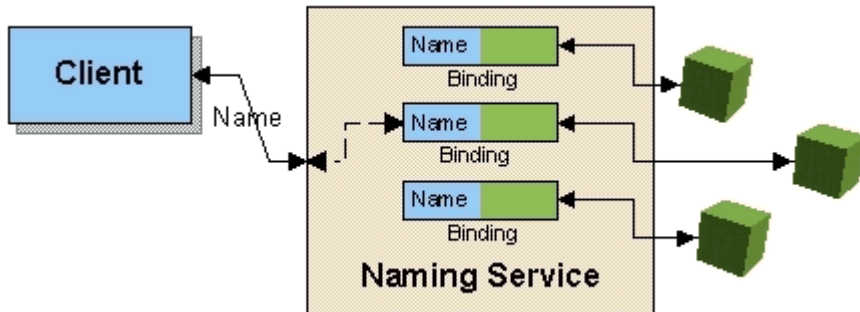 Client
Name
Name
Binding
Name
Binding
Name
Binding
Naming Service